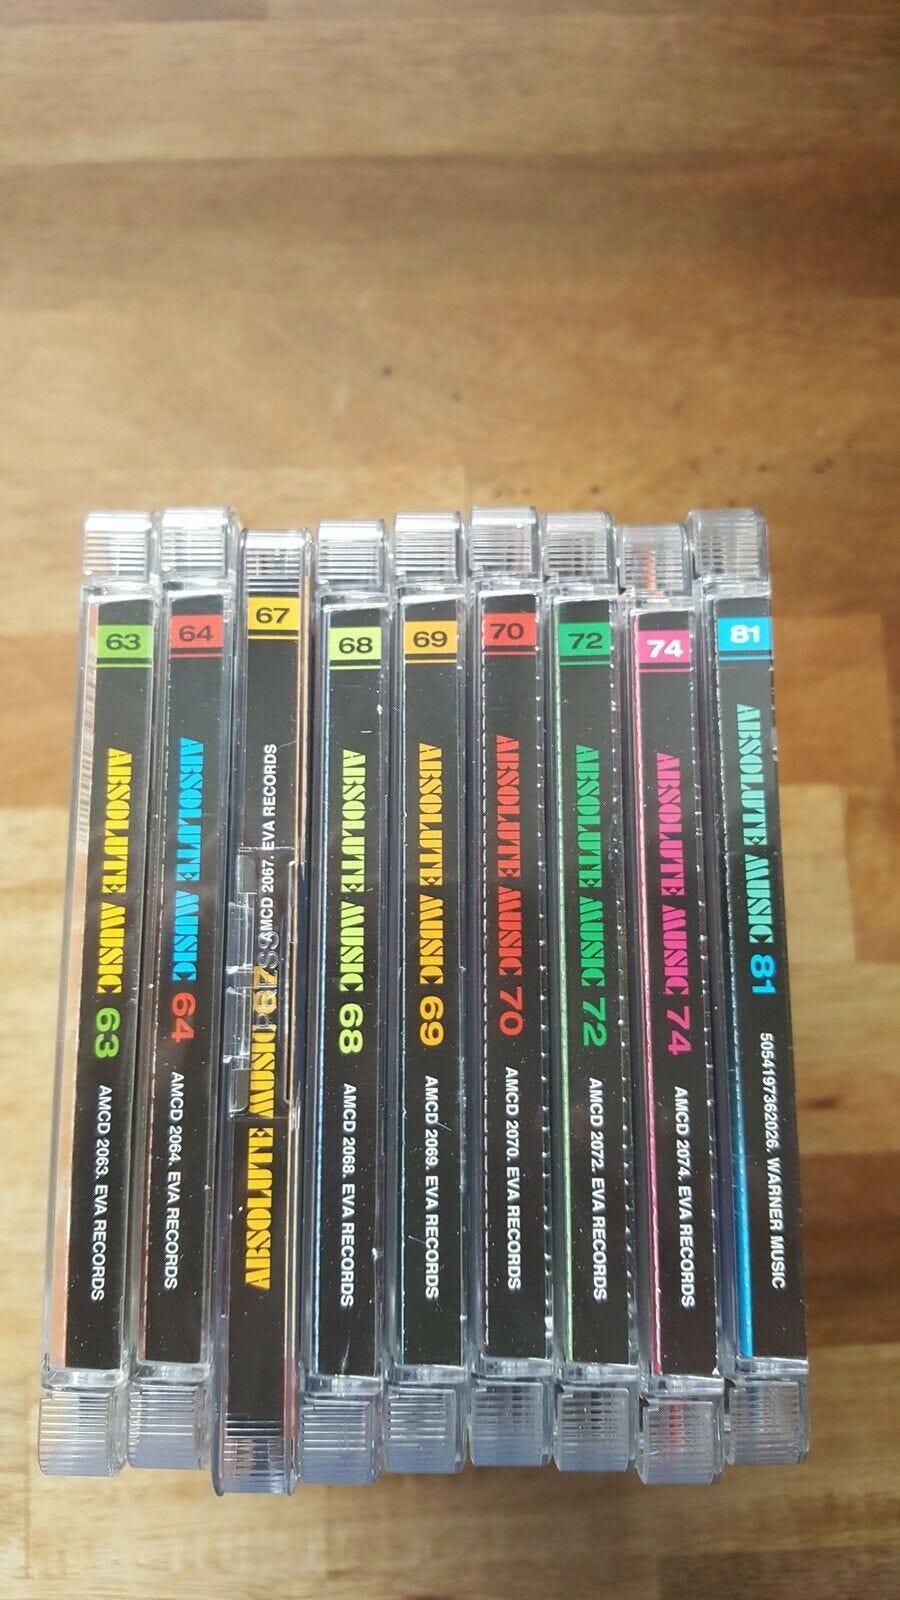 63
ABSOLUTE MUSIC 63
AMCD 2063. EVA RECORDS
64
ABSOLUTE MUSIC 64
AMCD 2064. EVA RECORDS
67
ABSOLUTE MUSIC 67
AMCD 2067. EVA RECORDS
68
ABSOLUTE MUSIC 68
AMCD 2068. EVA RECORDS
69
ABSOLUTE MUSIC 69
AMCD 2069. EVA RECORDS
70
ABSOLUTE MUSIC 70
AMCD 2070. EVA RECORDS
72
ABSOLUTE MUSIC 72
AMCD 2072. EVA RECORDS
74
ABSOLUTE MUSIC 74
AMCD 2074. EVA RECORDS
81
ABSOLUTE MUSIC 81
5054197362026. WARNER MUSIC